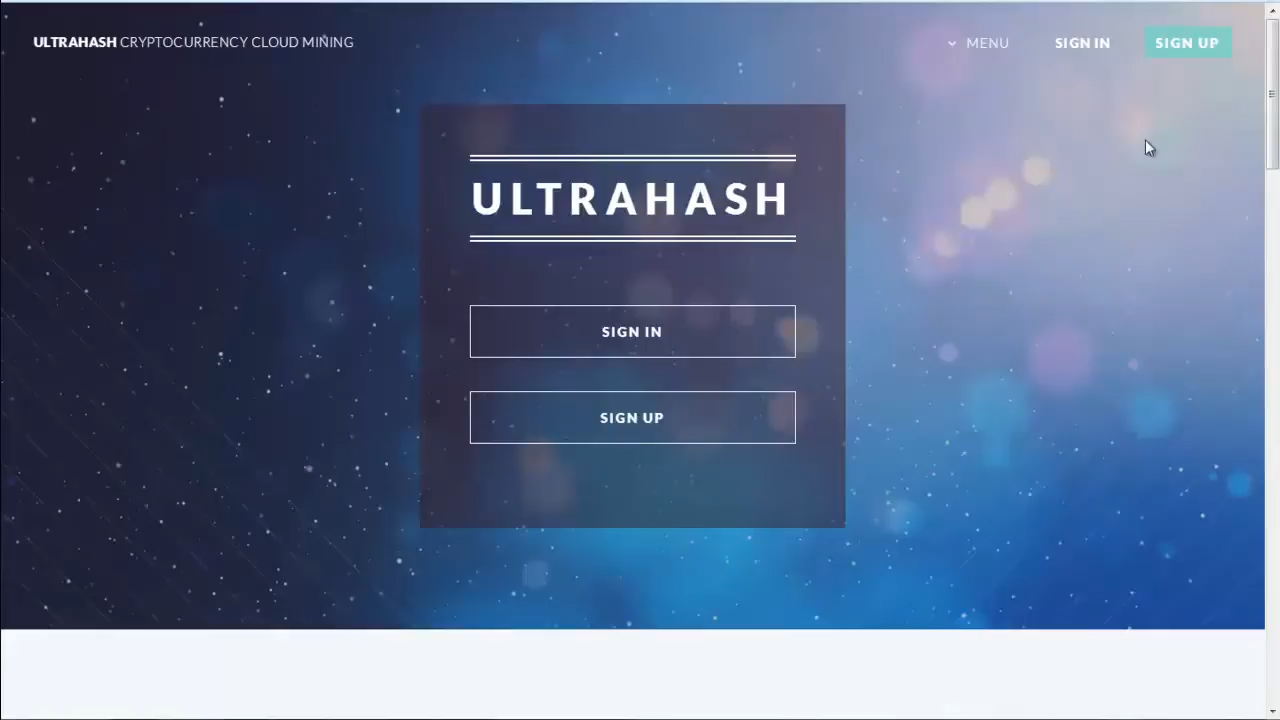 ULTRAHASH CRYPTOCURRENCY CLOUD MINING
MENU
SIGN IN
SIGN UP
ULTRAHASH
SIGN IN
SIGN UP